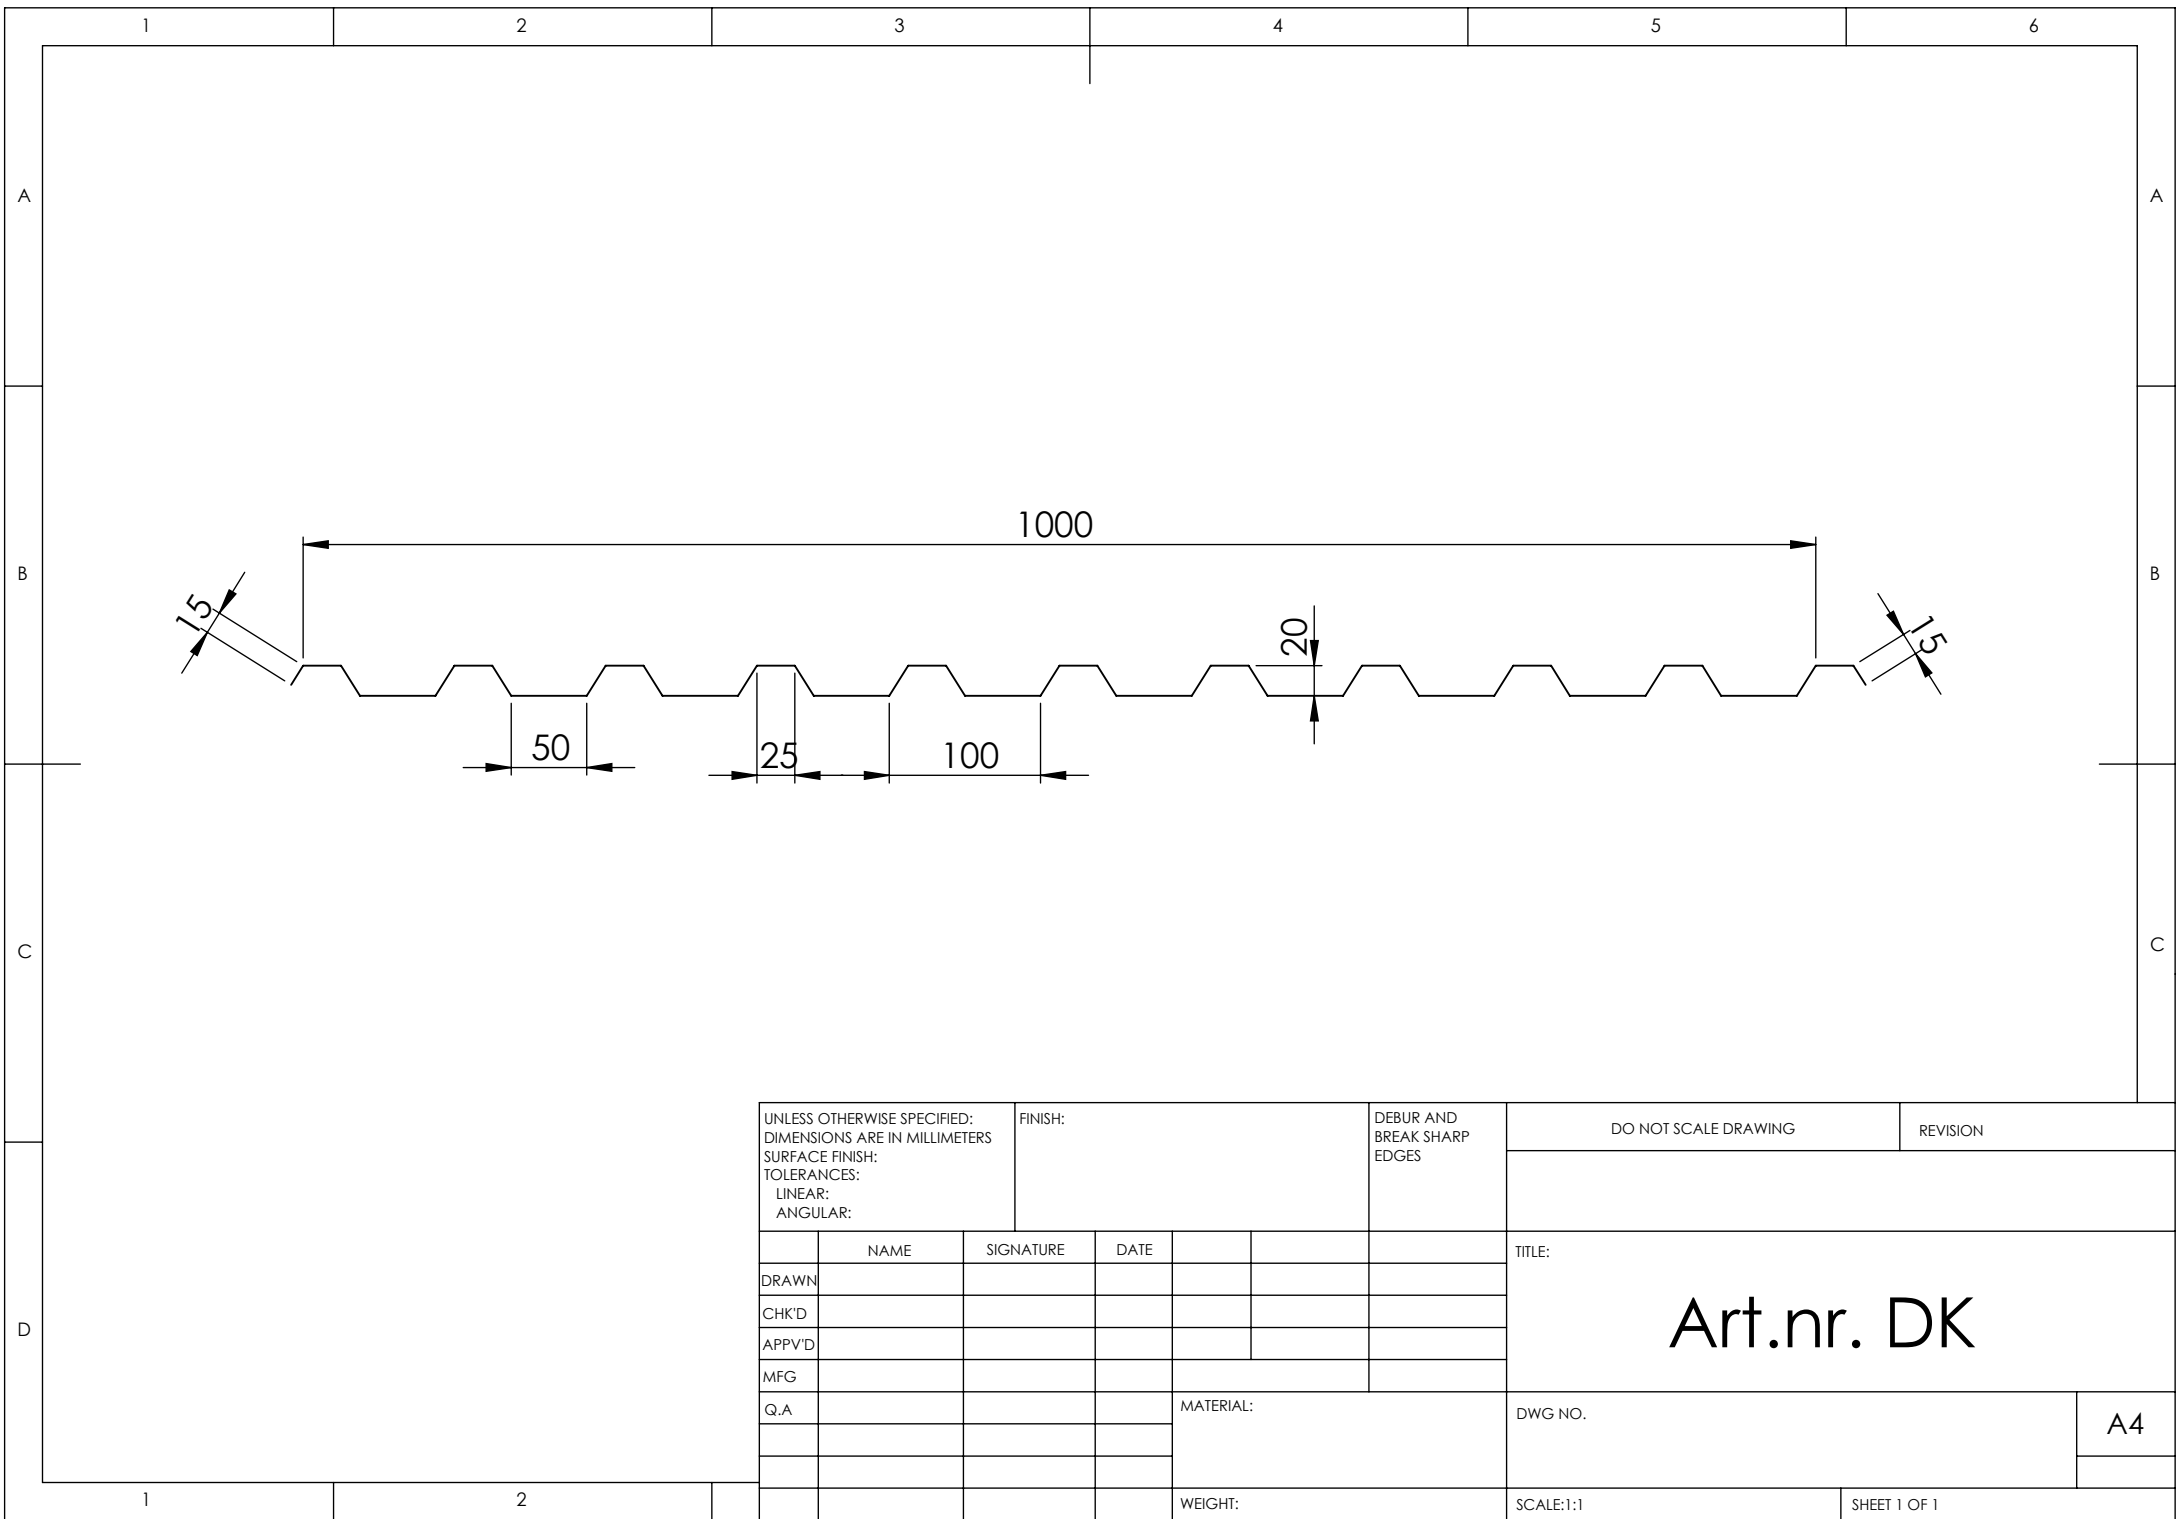 1 2 3 4 5 6
A A
1000
B B
15 20 15
50 25 100
C C
UNLESS OTHERWISE SPECIFIED:
DIMENSIONS ARE IN MILLIMETERS
SURFACE FINISH:
TOLERANCES:
LINEAR:
ANGULAR:
FINISH:
DEBUR AND
BREAK SHARP
EDGES
DO NOT SCALE DRAWING
REVISION
NAME SIGNATURE DATE
DRAWN
CHK'D
APPV'D
MFG
Q.A
D
TITLE:
Art.nr. DK
MATERIAL:
DWG NO.
A4
WEIGHT:
SCALE:1:1
SHEET 1 OF 1
1 2